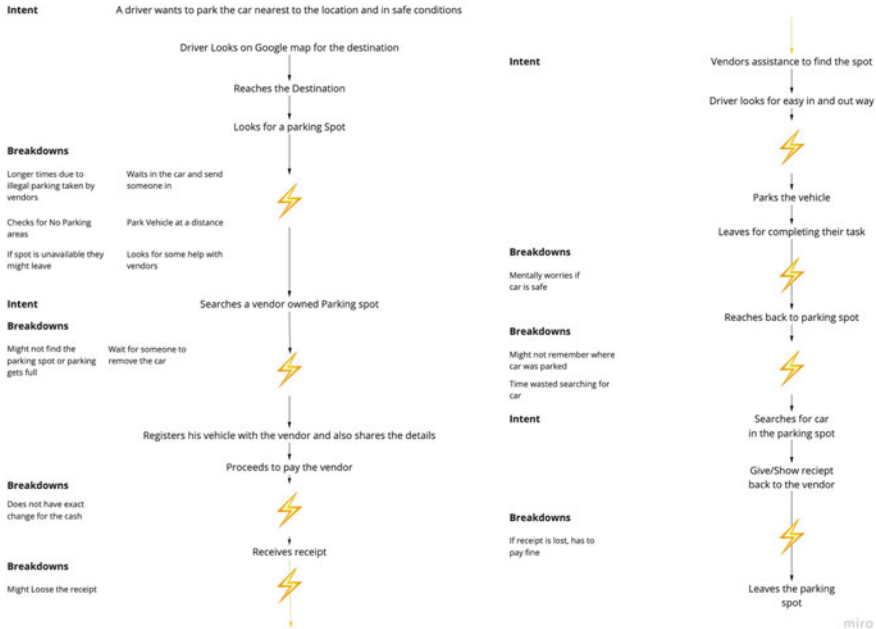 Intent
A driver wants to park the car nearest to the location and in safe conditions
Driver Looks on Google map for the destination
Reaches the Destination
Looks for a parking Spot
Breakdowns
Longer times due to
illegal parking taken by
vendors
Waits in the car and send
someone in
Checks for No Parking
areas
Park Vehicle at a distance
If spot is unavailable they
might leave
Looks for some help with
vendors
Intent
Searches a vendor owned Parking spot
Breakdowns
Might not find the
parking spot or parking
gets full
Wait for someone to
remove the car
Registers his vehicle with the vendor and also shares the details
Proceeds to pay the vendor
Breakdowns
Does not have exact
change for the cash
Receives receipt
Breakdowns
Might Loose the receipt
Intent
Vendors assistance to find the spot
Driver looks for easy in and out way
Parks the vehicle
Leaves for completing their task
Breakdowns
Mentally worries if
car is safe
Reaches back to parking spot
Breakdowns
Might not remember where
car was parked
Time wasted searching for
car
Intent
Searches for car
in the parking spot
Give/Show reciept
back to the vendor
Breakdowns
If receipt is lost, has to
pay fine
Leaves the parking
spot
miro